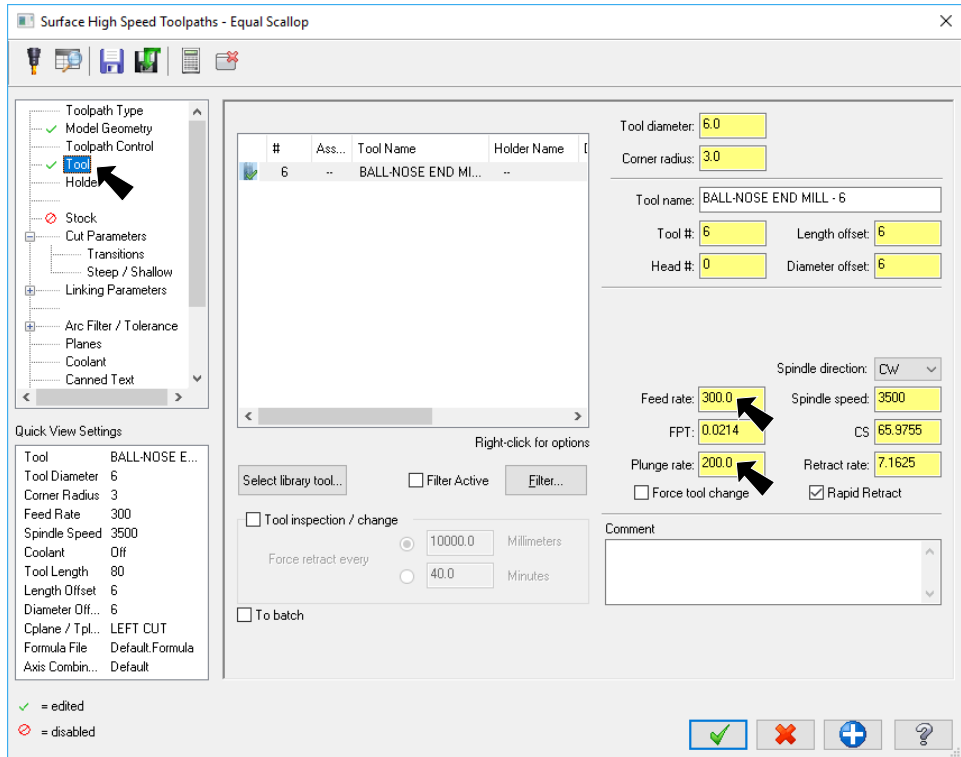 Surface High Speed Toolpaths - Equal Scallop
Toolpath Type
Model Geometry
Toolpath Control
Tool
Holder
Stock
Cut Parameters
Transitions
Steep / Shallow
Linking Parameters
Arc Filter / Tolerance
Planes
Coolant
Canned Text
Quick View Settings
Tool BALL-NOSE E...
Tool Diameter 6
Corner Radius 3
Feed Rate 300
Spindle Speed 3500
Coolant Off
Tool Length 80
Length Offset 6
Diameter Off... 6
Cplane / Tpl... LEFT CUT
Formula File Default.Formula
Axis Combin... Default
= edited
= disabled
# Ass... Tool Name Holder Name
6 -- BALL-NOSE END MI... --
Right-click for options
Select library tool... Filter Active Filter...
Tool inspection / change
Force retract every
10000.0 Millimeters
40.0 Minutes
To batch
Tool diameter: 6.0
Corner radius: 3.0
Tool name: BALL-NOSE END MILL - 6
Tool #: 6 Length offset: 6
Head #: 0 Diameter offset: 6
Spindle direction: CW
Feed rate: 300.0 Spindle speed: 3500
FPT: 0.0214 CS 65.9755
Plunge rate: 200.0 Retract rate: 7.1625
Force tool change Rapid Retract
Comment